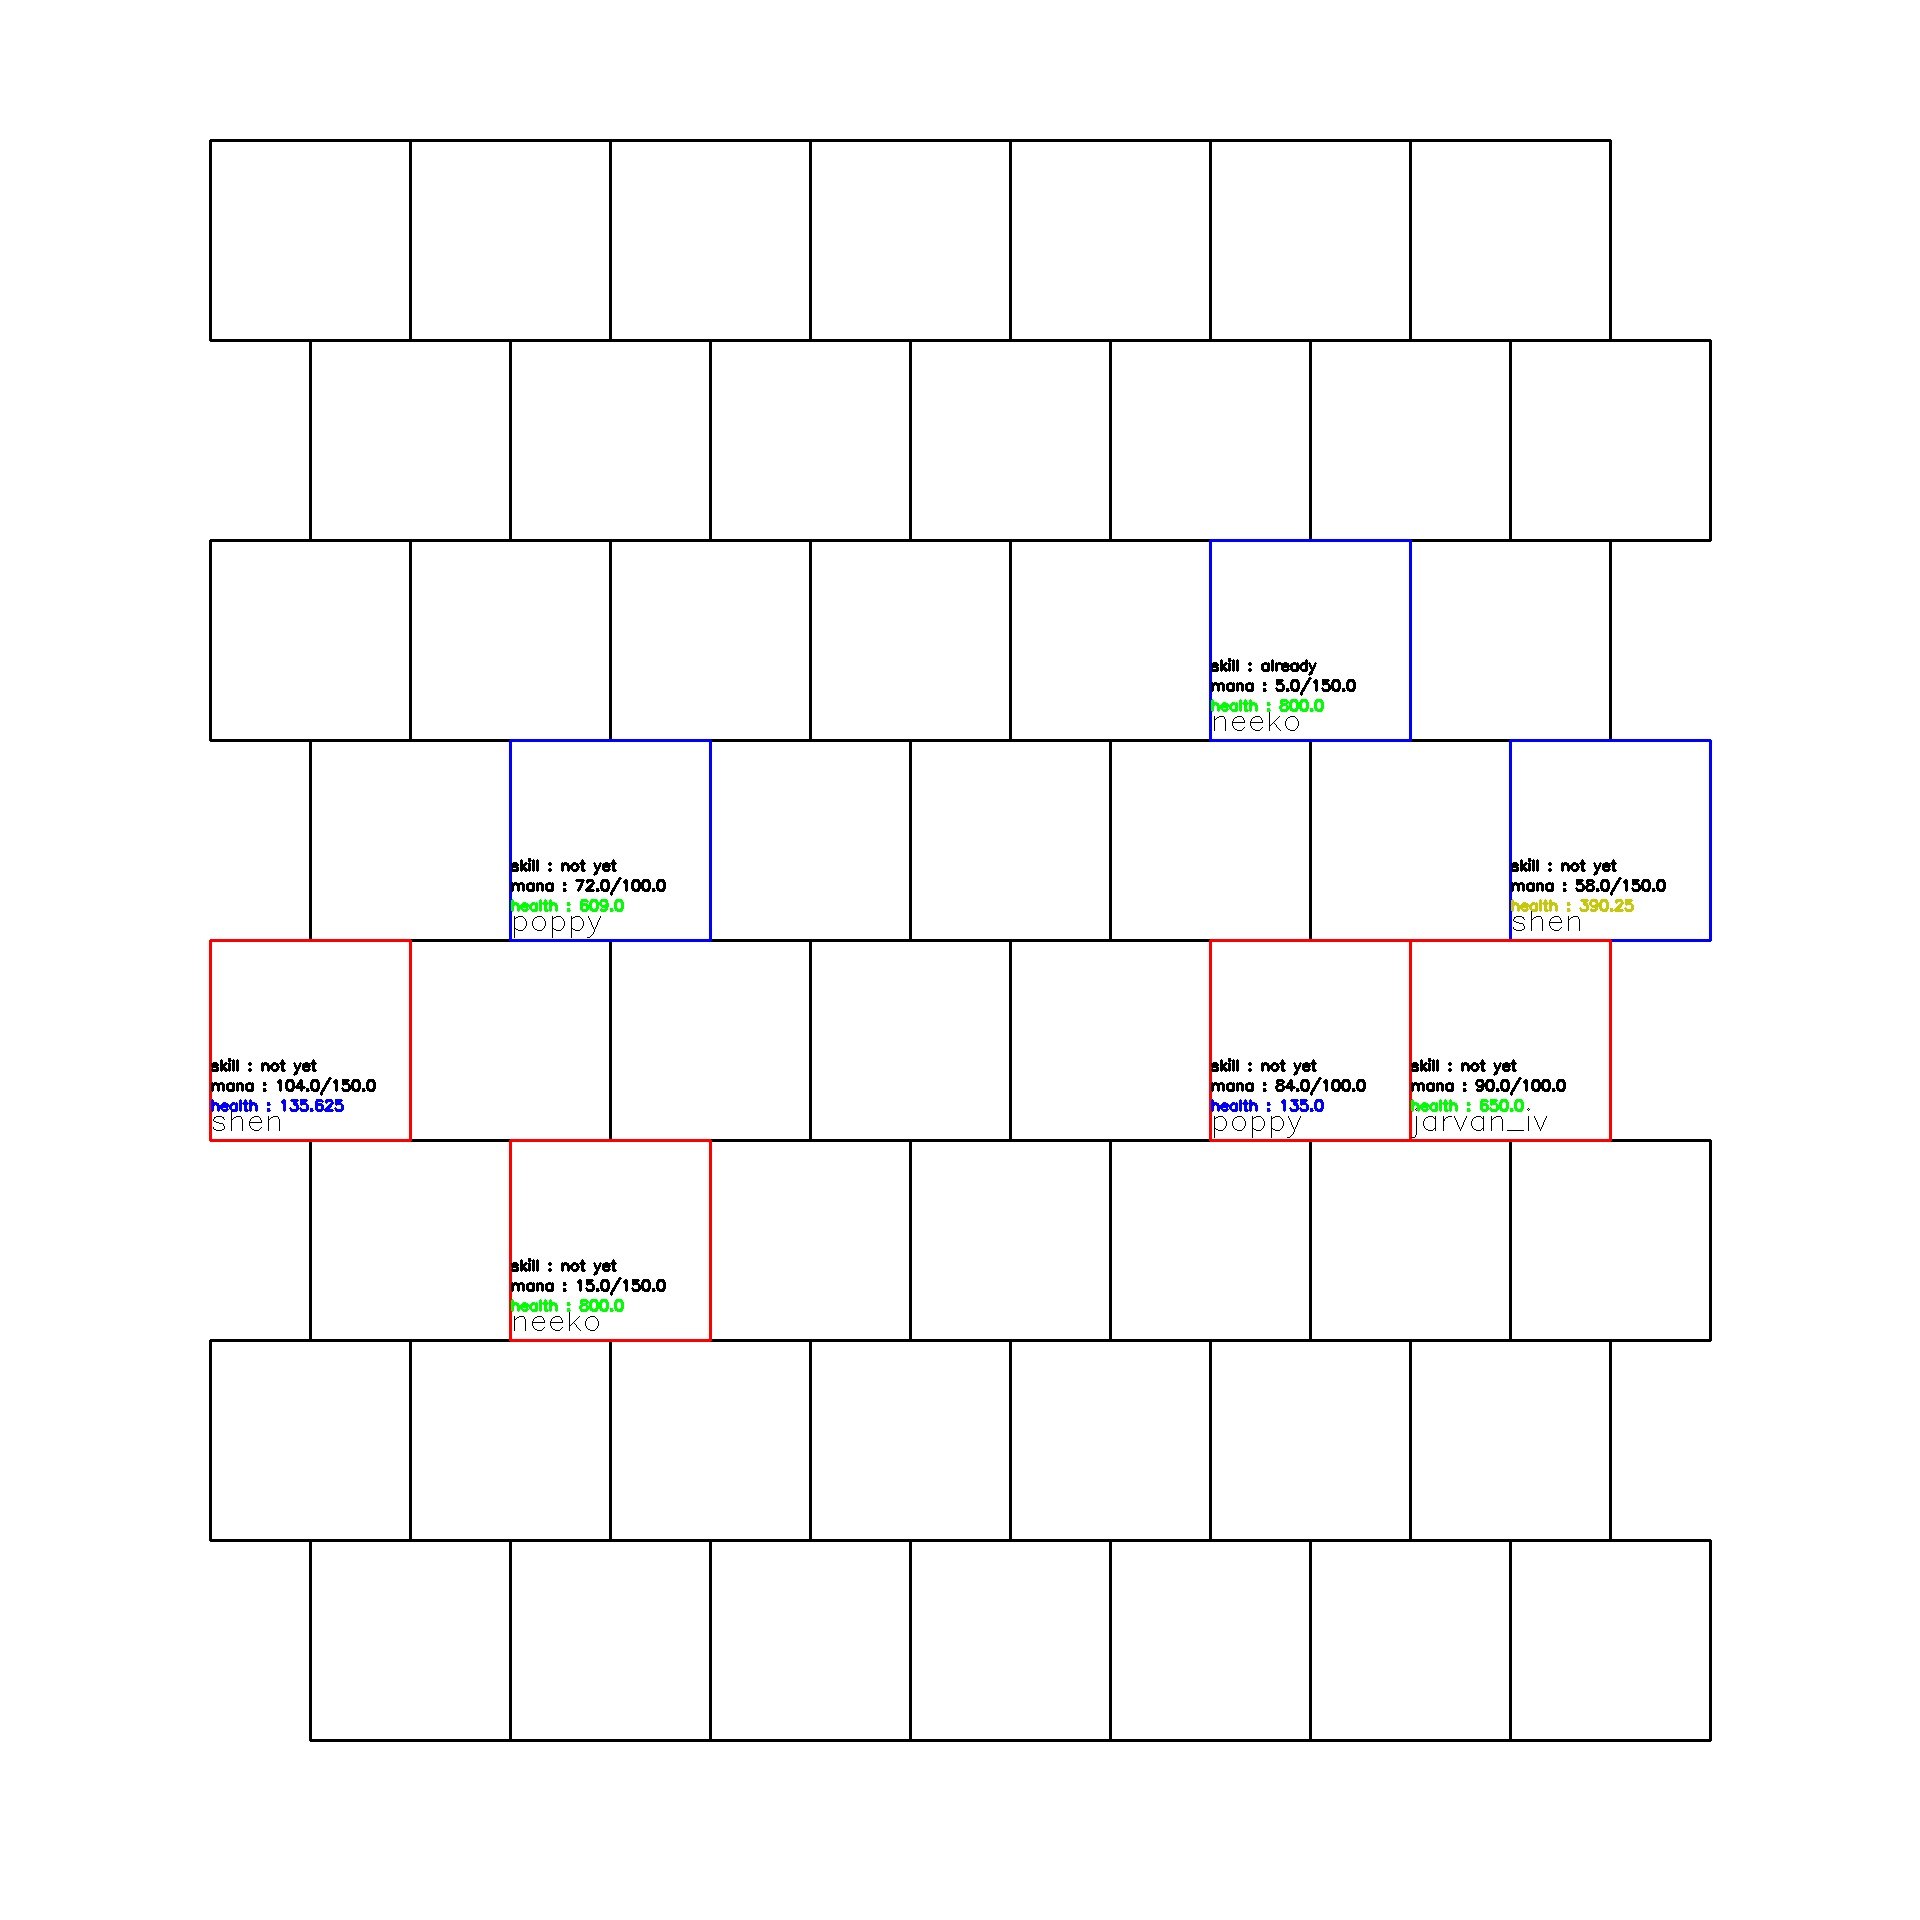 skill : already
mana : 5.0/150.0
health : 800.0
neeko
skill : not yet
mana : 72.0/100.0
health : 609.0
poppy
skill : not yet
mana : 58.0/150.0
health : 390.25
shen
skill : not yet
mana : 104.0/150.0
health : 135.625
shen
skill : not yet
mana : 84.0/100.0
health : 135.0
poppy
skill : not yet
mana : 90.0/100.0
health : 650.0
jarvan_iv
skill : not yet
mana : 15.0/150.0
health : 800.0
neeko